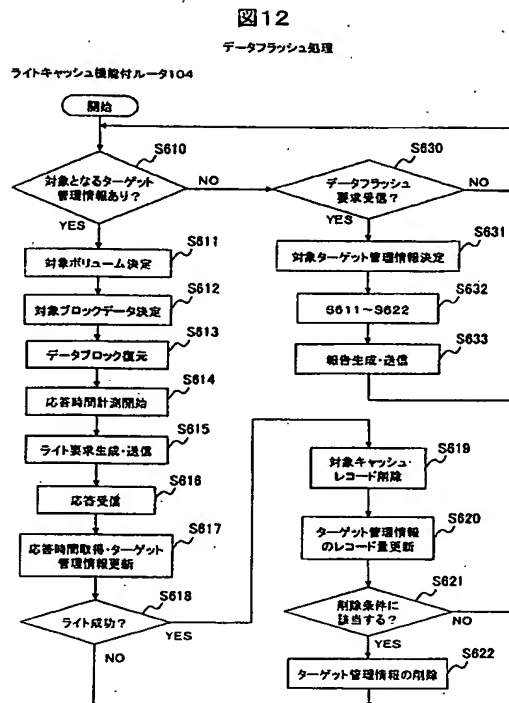 図12
データフラッシュ処理
ライトキャッシュ機能付ルータ104
開始
S610
対象となるターゲット
管理情報あり?
NO
YES
S611
対象ボリューム決定
S612
対象ブロックデータ決定
S613
データブロック復元
S614
応答時間計測開始
S615
ライト要求生成・送信
S616
応答受信
S617
応答時間取得・ターゲット
管理情報更新
S618
ライト成功?
YES
NO
S630
データフラッシュ
要求受信?
NO
YES
S631
対象ターゲット管理情報決定
S632
S611~S622
S633
報告生成・送信
S619
対象キャッシュ・
レコード削除
S620
ターゲット管理情報
のレコード量更新
S621
削除条件に
該当する?
NO
YES
S622
ターゲット管理情報の削除